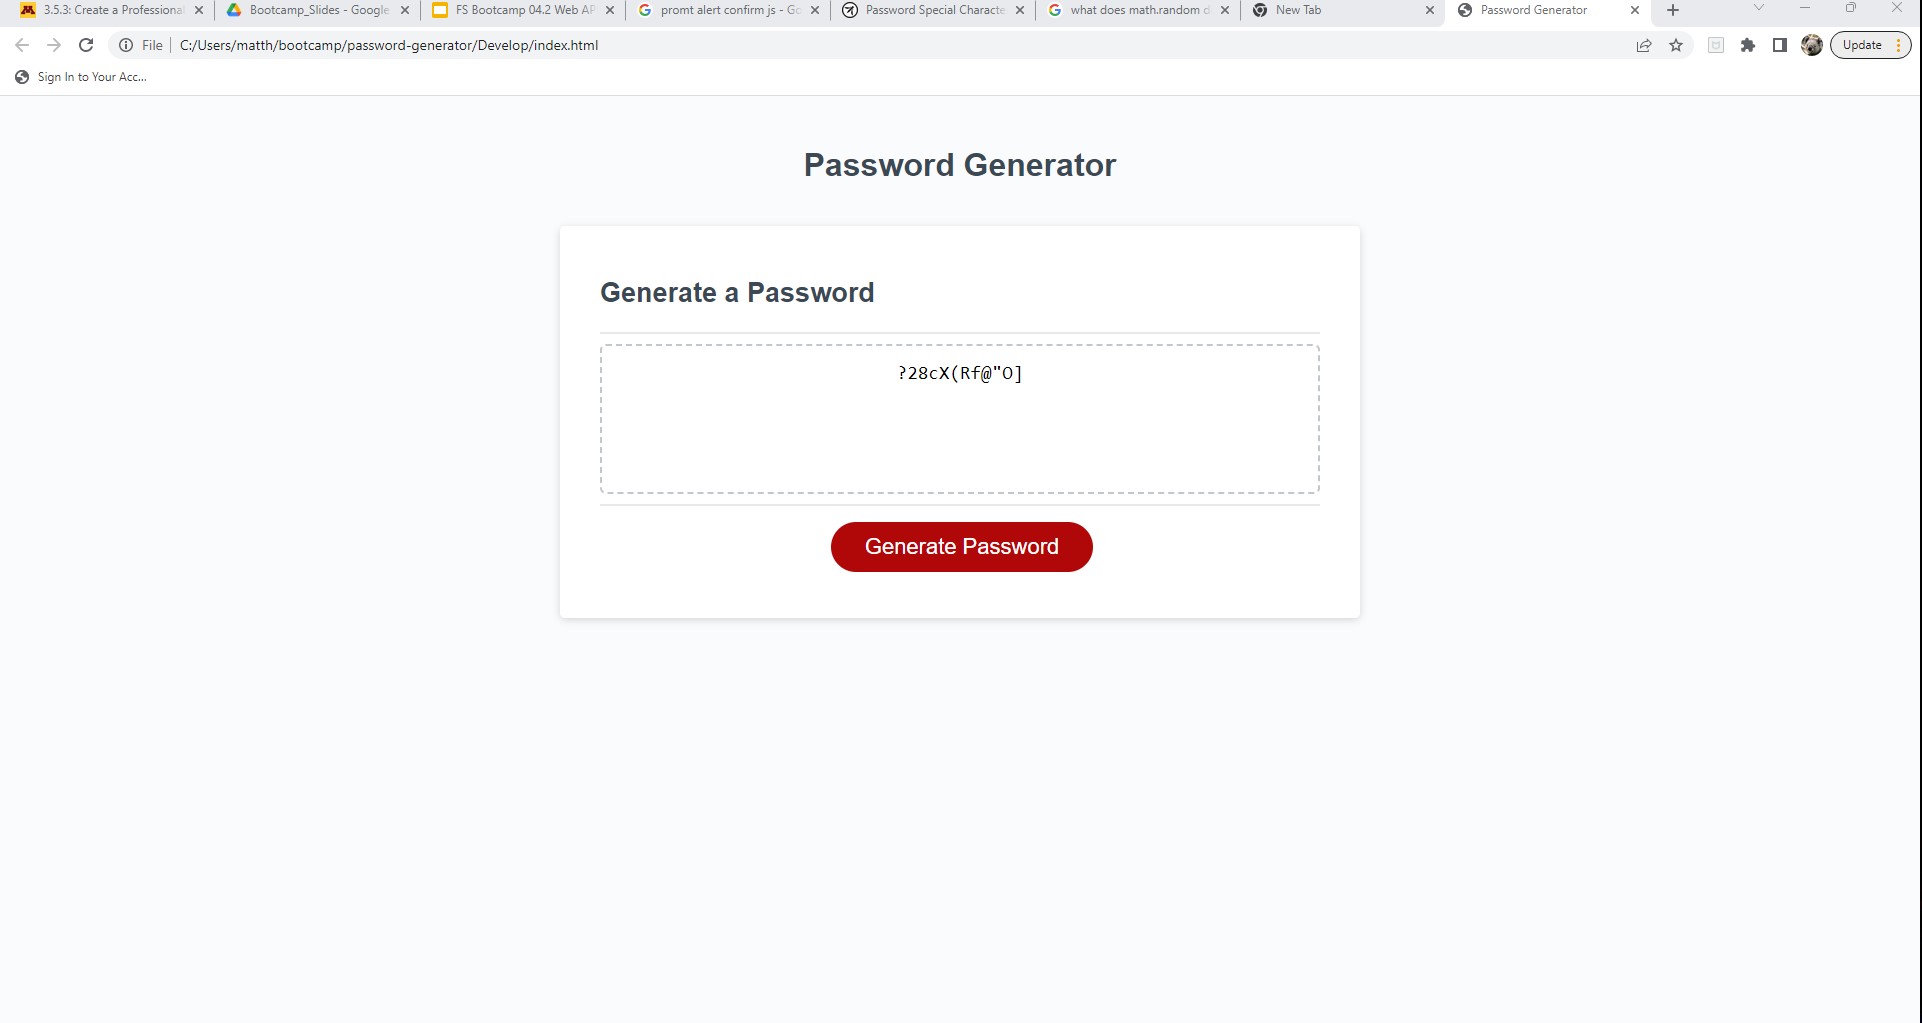 3.5.3: Create a Professional
Bootcamp_Slides - Google
FS Bootcamp 04.2 Web AP
promt alert confirm js - Go
Password Special Characte
what does math.random d
New Tab
Password Generator
File
C:/Users/matth/bootcamp/password-generator/Develop/index.html
Update
Sign In to Your Acc...
Password Generator
Generate a Password
?28cX(Rf@"O]
Generate Password